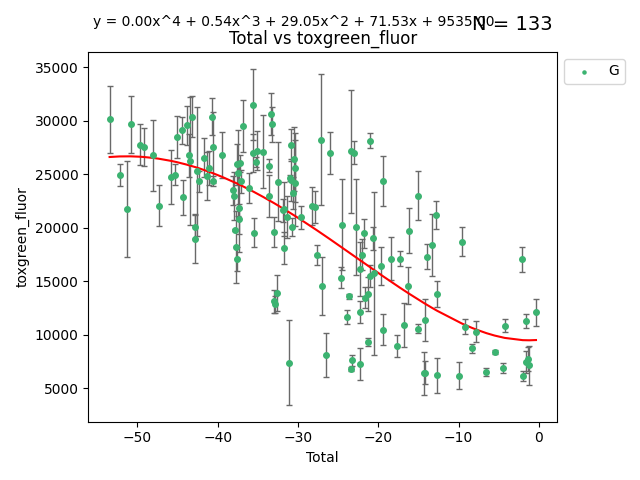 y = 0.00x^4 + 0.54x^3 + 29.05x^2 + 71.53x + 9535.00
N = 133
Total vs toxgreen_fluor
G
35000
30000
25000
20000
15000
10000
5000
toxgreen_fluor
−50
−40
−30
−20
−10
0
Total